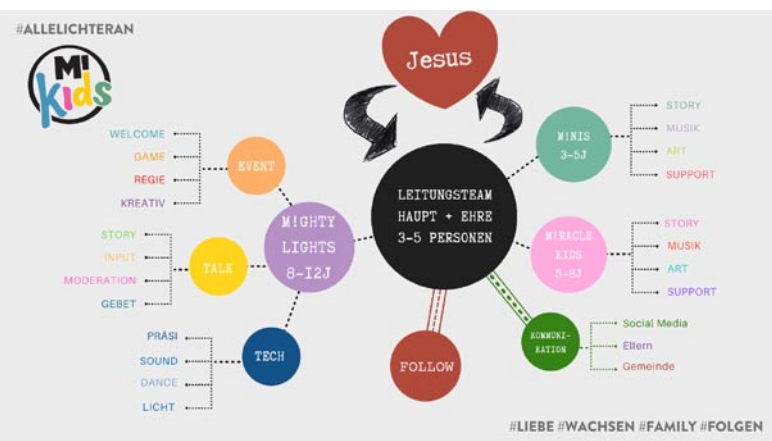 #ALLELICHTERAN
M!
Kids
Jesus
WELCOME
GAME
REGIE
KREATIV
EVENT
STORY
INPUT
MODERATION
GEBET
TALK
PRÄSI
SOUND
DANCE
LICHT
TECH
M!GHTY
LIGHTS
8-12J
LEITUNGSTEAM
HAUPT + EHRE
3-5 PERSONEN
M!NIS
3-5J
STORY
MUSIK
ART
SUPPORT
M!RACLE
KIDS
5-8J
STORY
MUSIK
ART
SUPPORT
FOLLOW
KOMMUNI-
KATION
Social Media
Eltern
Gemeinde
#LIEBE #WACHSEN #FAMILY #FOLGEN